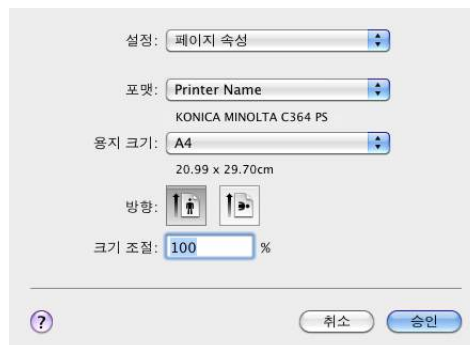 설정: 페이지 속성
포맷: Printer Name
KONICA MINOLTA C364 PS
용지 크기: A4
20.99 x 29.70cm
방향:
크기 조절: 100 %
? 취소 승인